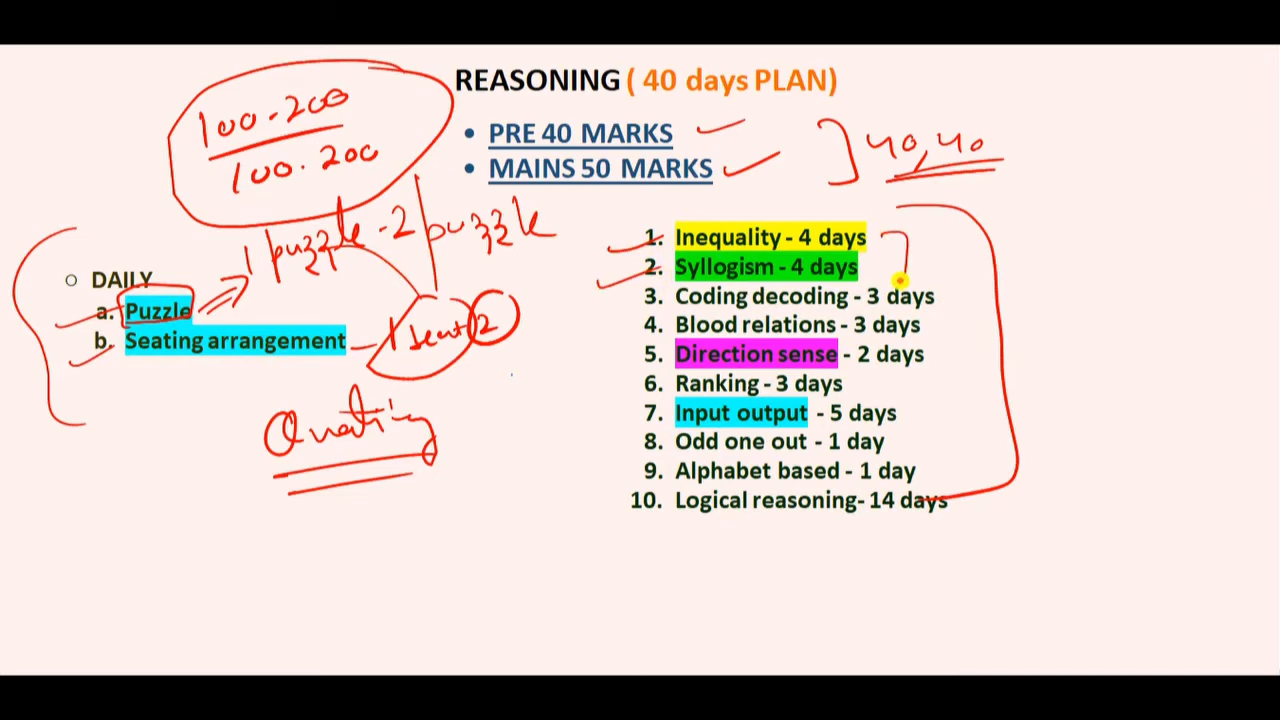 REASONING ( 40 days PLAN)
• PRE 40 MARKS
• MAINS 50 MARKS
40, 40
100 - 200
100 - 200
1 puzzle - 2 puzzle
○ DAILY
a. Puzzle
b. Seating arrangement
1 seat 2
1. Inequality - 4 days
2. Syllogism - 4 days
3. Coding decoding - 3 days
4. Blood relations - 3 days
5. Direction sense - 2 days
6. Ranking - 3 days
7. Input output - 5 days
8. Odd one out - 1 day
9. Alphabet based - 1 day
10. Logical reasoning- 14 days